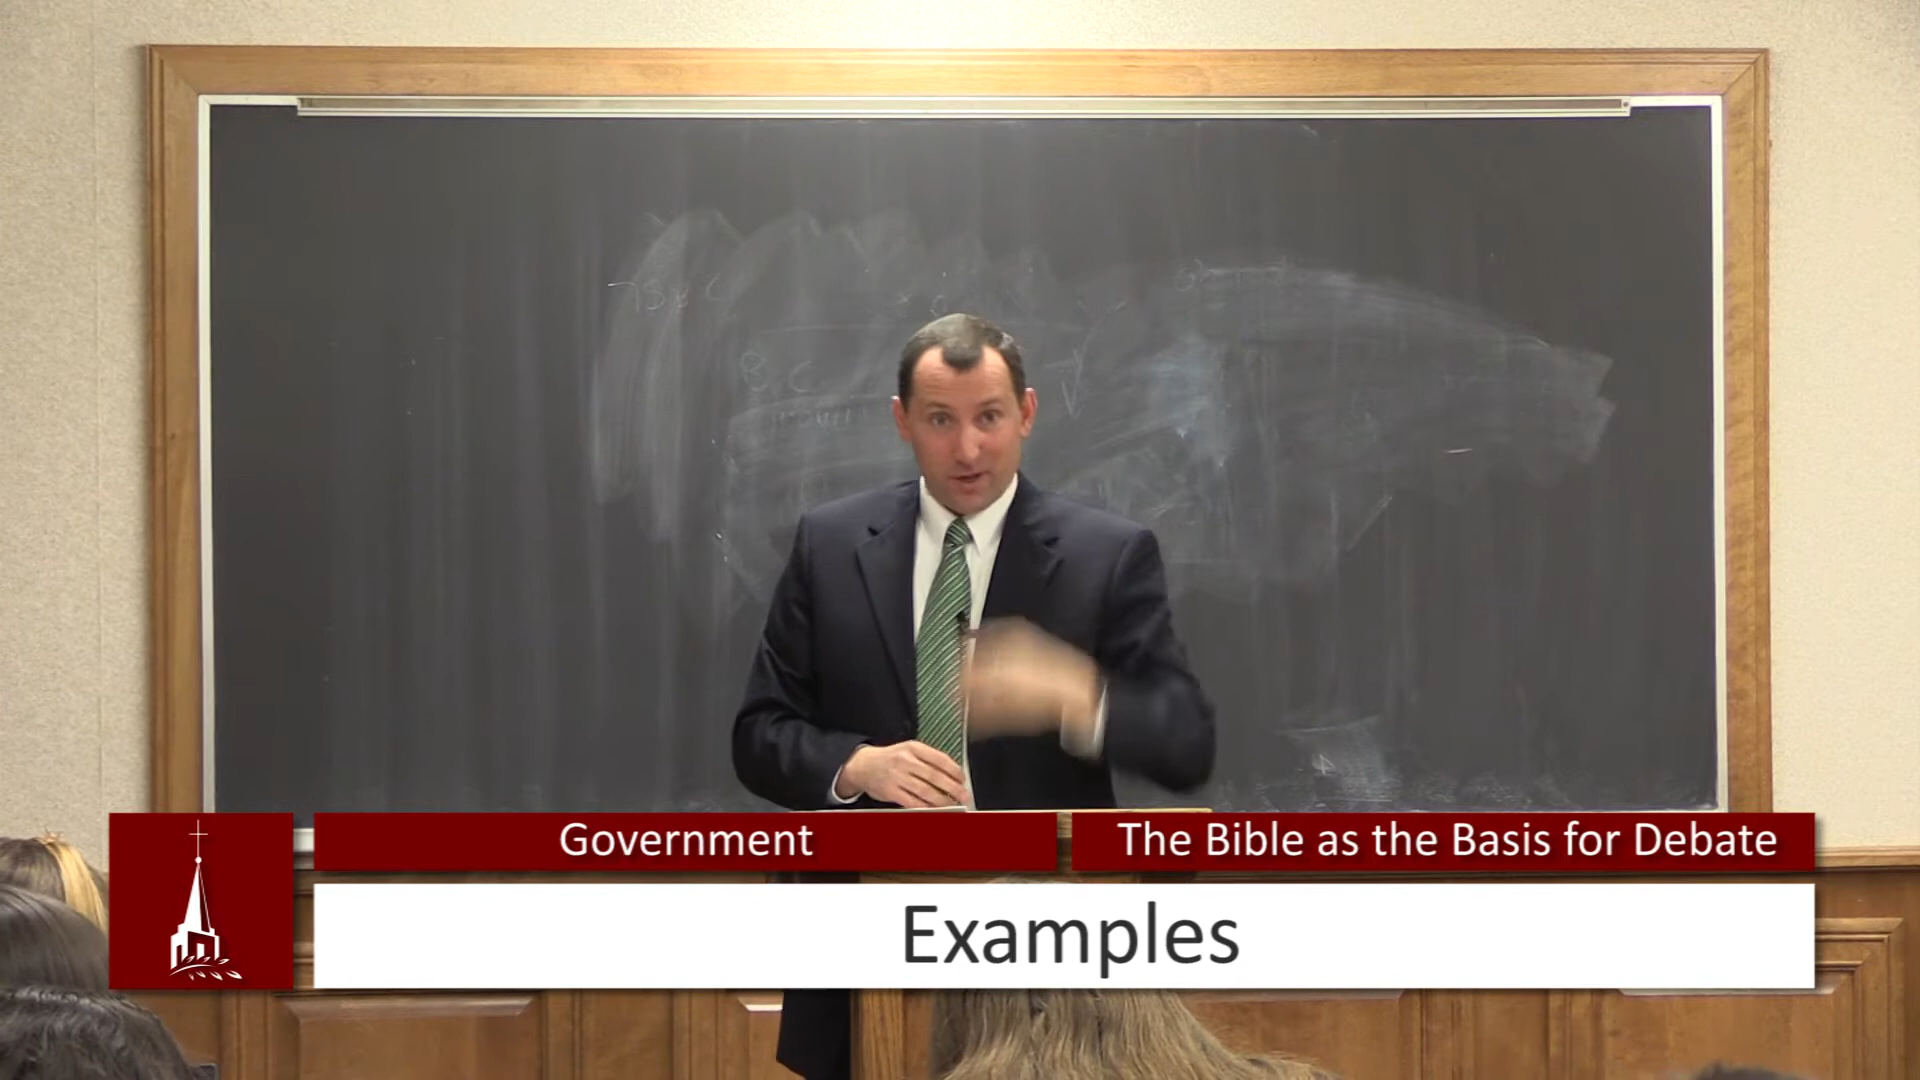 B.C
Government
The Bible as the Basis for Debate
Examples